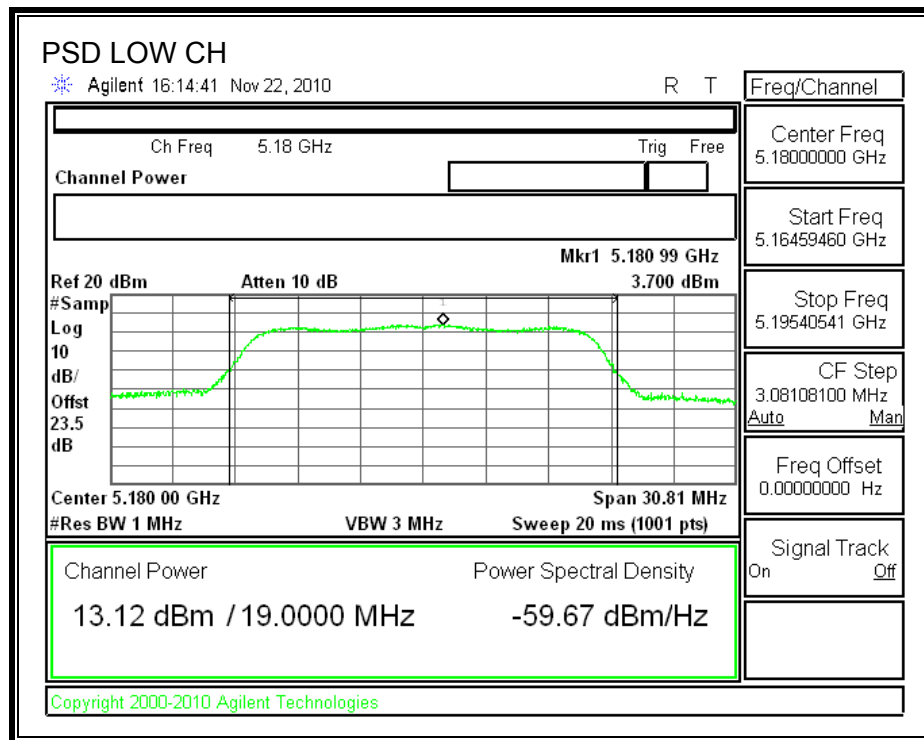 PSD LOW CH
Agilent 16:14:41 Nov 22, 2010 R T
Freq/Channel
Ch Freq 5.18 GHz Trig Free
Channel Power
Center Freq
5.18000000 GHz
Start Freq
5.16459460 GHz
Mkr1 5.180 99 GHz
Ref 20 dBm Atten 10 dB 3.700 dBm
#Samp
Log
10
dB/
Offst
23.5
dB
1
Stop Freq
5.19540541 GHz
CF Step
3.08108100 MHz
Auto Man
Freq Offset
0.00000000 Hz
Center 5.180 00 GHz Span 30.81 MHz
#Res BW 1 MHz VBW 3 MHz Sweep 20 ms (1001 pts)
Signal Track
On Off
Channel Power Power Spectral Density
13.12 dBm / 19.0000 MHz -59.67 dBm/Hz
Copyright 2000-2010 Agilent Technologies